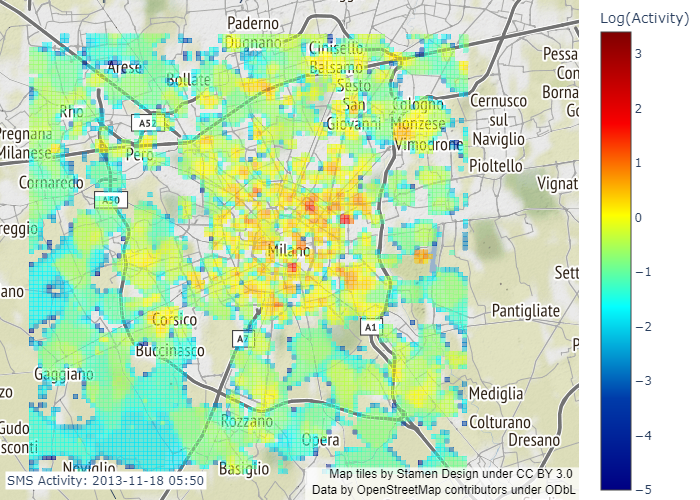 Paderno
Dugnano
Cinisello
Balsamo
Log(Activity)
Arese
Bollate
Sesto
San
Giovanni
Cologno
Monzese
Cernusco
sul
Naviglio
Pessa
Con
Borna
Go
Rho
A52
Pregnana
Milanese
Pero
Vimodrone
Pioltello
Cornaredo
A50
Vignat
reggio
Milano
Sett
ano
Pantigliate
Corsico
A7
A1
P
Buccinasco
Gaggiano
zo
Mediglia
Rozzano
Colturano
Gudo
sconti
Opera
Dresano
Noviglio
Basiglio
SMS Activity: 2013-11-18 05:50
Map tiles by Stamen Design under CC BY 3.0
Data by OpenStreetMap contributors under ODbL
3
2
1
0
−1
−2
−3
−4
−5